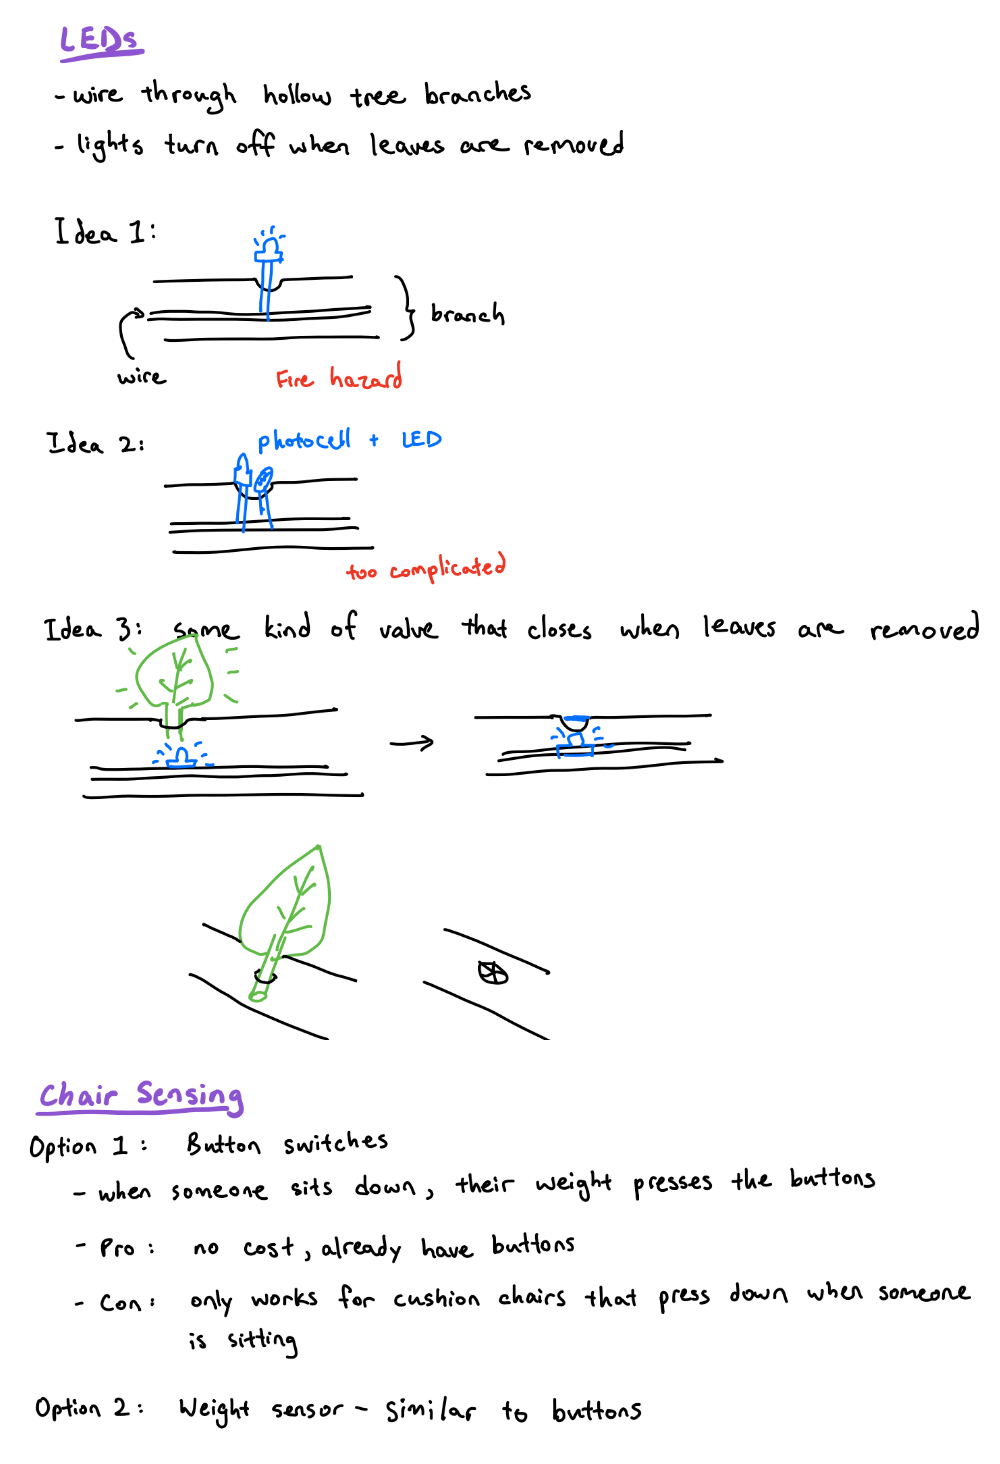 LEDs
- wire through hollow tree branches
- lights turn off when leaves are removed
Idea 1:
branch
wire
Fire hazard
Idea 2:
photocell + LED
too complicated
Idea 3: some kind of value that closes when leaves are removed
Chair Sensing
Option 1: Button switches
- when someone sits down, their weight presses the buttons
- Pro: no cost, already have buttons
- Con: only works for cushion chairs that press down when someone
is sitting
Option 2: Weight sensor - similar to buttons